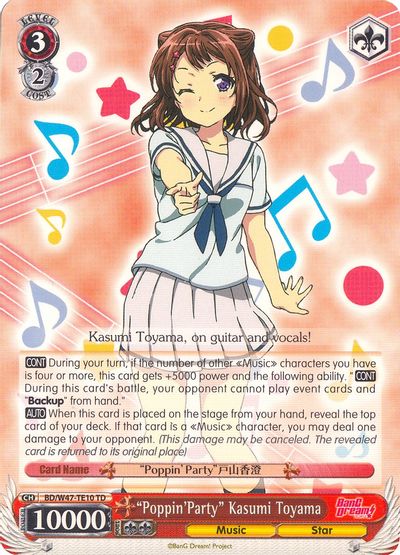 LEVEL
3
2
COST
Kasumi Toyama, on guitar and vocals!
CONT During your turn, if the number of other «Music» characters you have
is four or more, this card gets +5000 power and the following ability. "CONT
During this card's battle, your opponent cannot play event cards and
"Backup" from hand."
AUTO When this card is placed on the stage from your hand, reveal the top
card of your deck. If that card is a «Music» character, you may deal one
damage to your opponent. (This damage may be canceled. The revealed
card is returned to its original place)
Card Name "Poppin'Party"戸山香澄
CH BD/W47-TE10 TD
"Poppin'Party" Kasumi Toyama
BanG Dream!
POWER 10000 SOUL
Music Star
©BanG Dream! Project